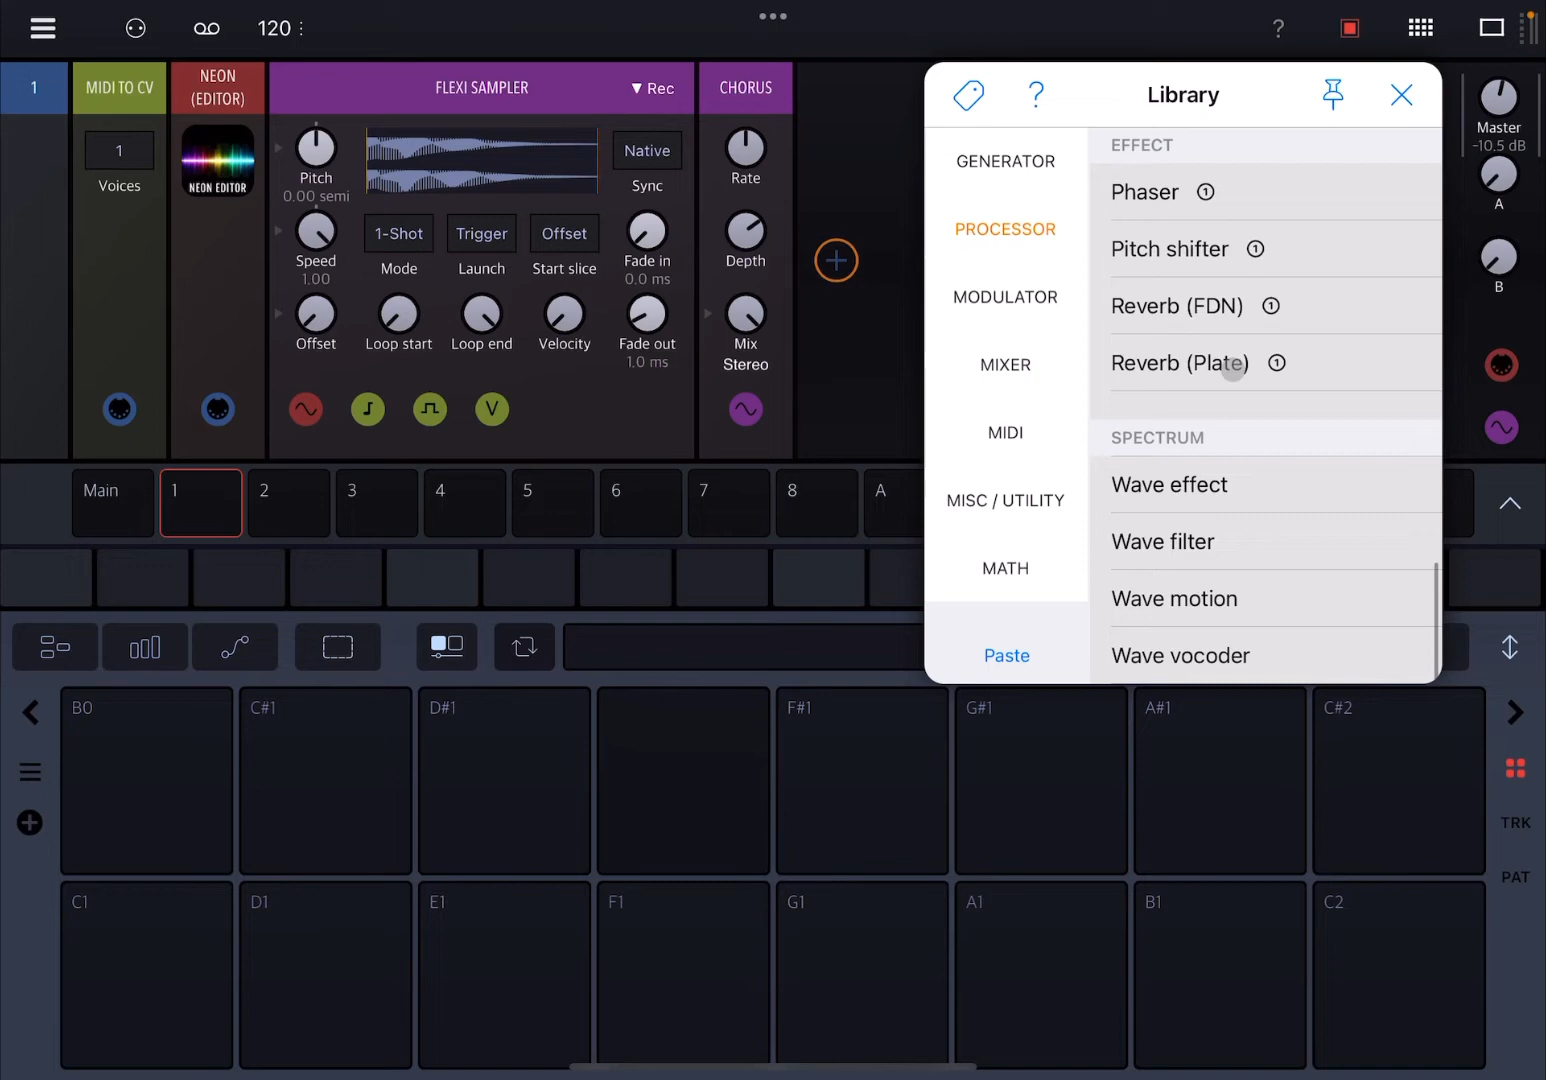 120
?
1
MIDI TO CV
NEON
(EDITOR)
FLEXI SAMPLER
▼ Rec
CHORUS
1
Voices
NEON EDITOR
Pitch
0.00 semi
Native
Sync
Rate
Speed
1.00
1-Shot
Mode
Trigger
Launch
Offset
Start slice
Fade in
0.0 ms
Depth
Offset
Loop start
Loop end
Velocity
Fade out
1.0 ms
Mix
Stereo
V
?
Library
GENERATOR
PROCESSOR
MODULATOR
MIXER
MIDI
MISC / UTILITY
MATH
Paste
EFFECT
Phaser ①
Pitch shifter ①
Reverb (FDN) ①
Reverb (Plate) ①
SPECTRUM
Wave effect
Wave filter
Wave motion
Wave vocoder
Master
-10.5 dB
A
B
Main
1
2
3
4
5
6
7
8
A
B0
C#1
D#1
F#1
G#1
A#1
C#2
C1
D1
E1
F1
G1
A1
B1
C2
TRK
PAT